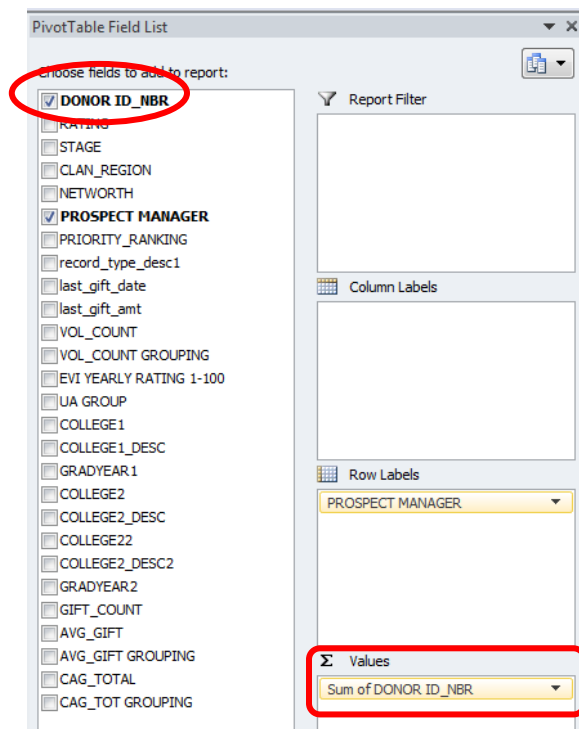 PivotTable Field List
Choose fields to add to report:
DONOR ID_NBR
RATING
STAGE
CLAN_REGION
NETWORTH
PROSPECT MANAGER
PRIORITY_RANKING
record_type_desc1
last_gift_date
last_gift_amt
VOL_COUNT
VOL_COUNT GROUPING
EVI YEARLY RATING 1-100
UA GROUP
COLLEGE1
COLLEGE1_DESC
GRADYEAR1
COLLEGE2
COLLEGE2_DESC
COLLEGE22
COLLEGE2_DESC2
GRADYEAR2
GIFT_COUNT
AVG_GIFT
AVG_GIFT GROUPING
CAG_TOTAL
CAG_TOT GROUPING
Report Filter
Column Labels
Row Labels
PROSPECT MANAGER
Σ Values
Sum of DONOR ID_NBR